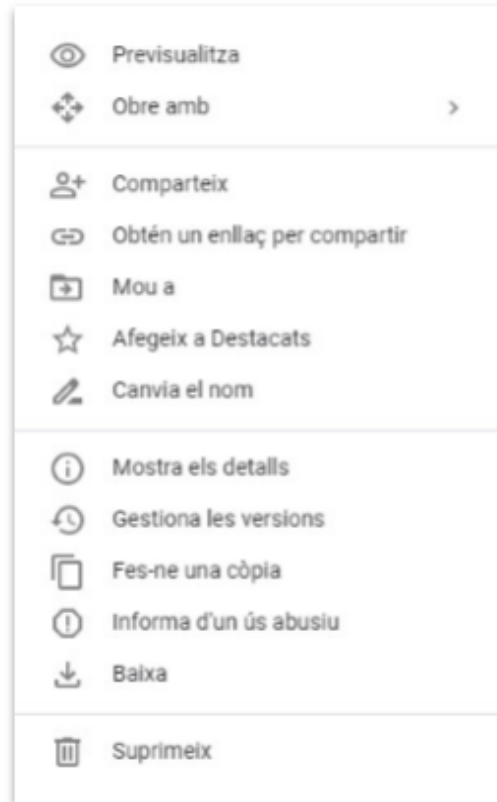 Previsualitza
Obre amb
Comparteix
Obtén un enllaç per compartir
Mou a
Afegeix a Destacats
Canvia el nom
Mostra els detalls
Gestiona les versions
Fes-ne una còpia
Informa d'un ús abusiu
Baixa
Suprimeix